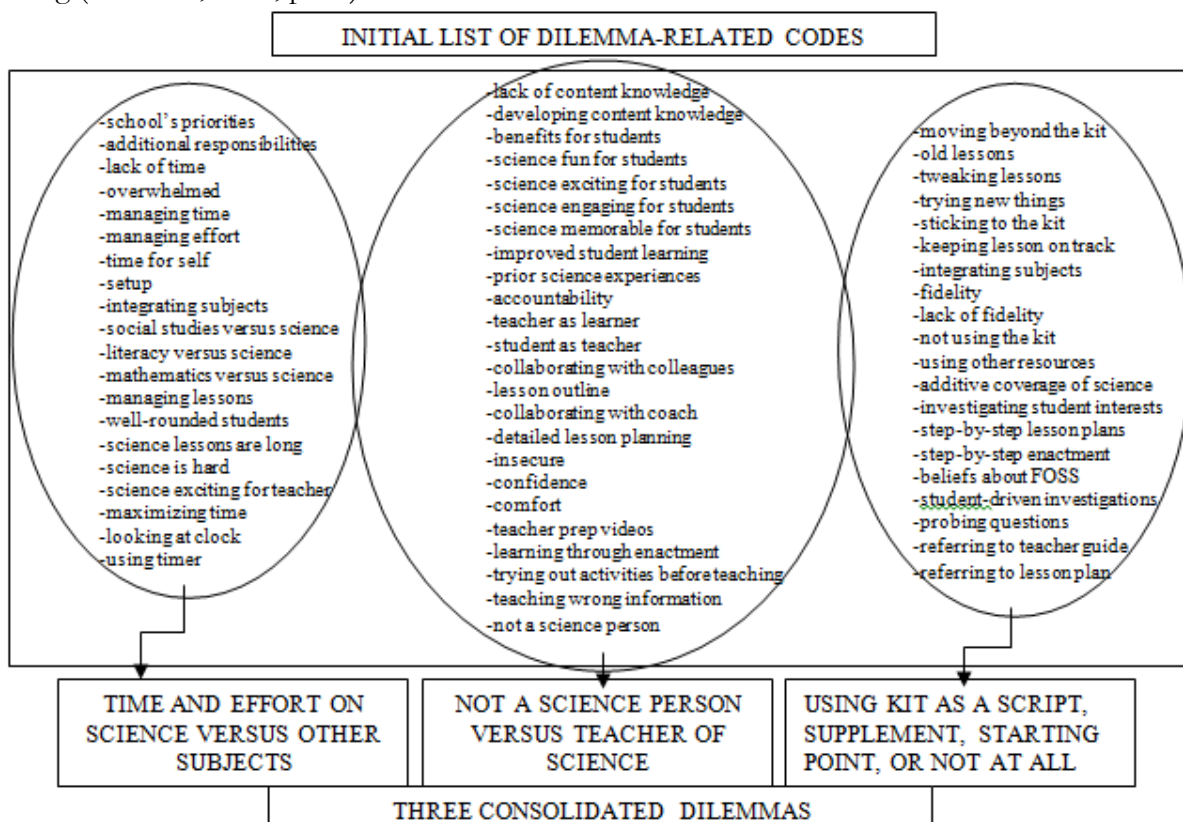 INITIAL LIST OF DILEMMA-RELATED CODES
-school's priorities
-additional responsibilities
-lack of time
-overwhelmed
-managing time
-managing effort
-time for self
-setup
-integrating subjects
-social studies versus science
-literacy versus science
-mathematics versus science
-managing lessons
-well-rounded students
-science lessons are long
-science is hard
-science exciting for teacher
-maximizing time
-looking at clock
-using timer
-lack of content knowledge
-developing content knowledge
-benefits for students
-science fun for students
-science exciting for students
-science engaging for students
-science memorable for students
-improved student learning
-prior science experiences
-accountability
-teacher as learner
-student as teacher
-collaborating with colleagues
-lesson outline
-collaborating with coach
-detailed lesson planning
-insecure
-confidence
-comfort
-teacher prep videos
-learning through enactment
-trying out activities before teaching
-teaching wrong information
-not a science person
-moving beyond the kit
-old lessons
-tweaking lessons
-trying new things
-sticking to the kit
-keeping lesson on track
-integrating subjects
-fidelity
-lack of fidelity
-not using the kit
-using other resources
-additive coverage of science
-investigating student interests
-step-by-step lesson plans
-step-by-step enactment
-beliefs about FOSS
-student-driven investigations
-probing questions
-referring to teacher guide
-referring to lesson plan
TIME AND EFFORT ON
SCIENCE VERSUS OTHER
SUBJECTS
NOT A SCIENCE PERSON
VERSUS TEACHER OF
SCIENCE
USING KIT AS A SCRIPT,
SUPPLEMENT, STARTING
POINT, OR NOT AT ALL
THREE CONSOLIDATED DILEMMAS